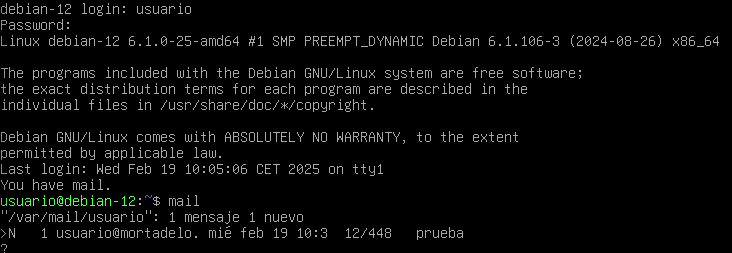 debian-12 login: usuario
Password:
Linux debian-12 6.1.0-25-amd64 #1 SMP PREEMPT_DYNAMIC Debian 6.1.106-3 (2024-08-26) x86_64
The programs included with the Debian GNU/Linux system are free software;
the exact distribution terms for each program are described in the
individual files in /usr/share/doc/*/copyright.
Debian GNU/Linux comes with ABSOLUTELY NO WARRANTY, to the extent
permitted by applicable law.
Last login: Wed Feb 19 10:05:06 CET 2025 on tty1
You have mail.
usuario@debian-12:~$ mail
"/var/mail/usuario": 1 mensaje 1 nuevo
>N   1 usuario@mortadelo. mié feb 19 10:3  12/448   prueba
?